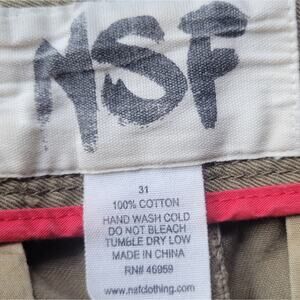 NSF
31
100% COTTON
HAND WASH COLD
DO NOT BLEACH
TUMBLE DRY LOW
MADE IN CHINA
RN# 46959
www.nsfclothing.com